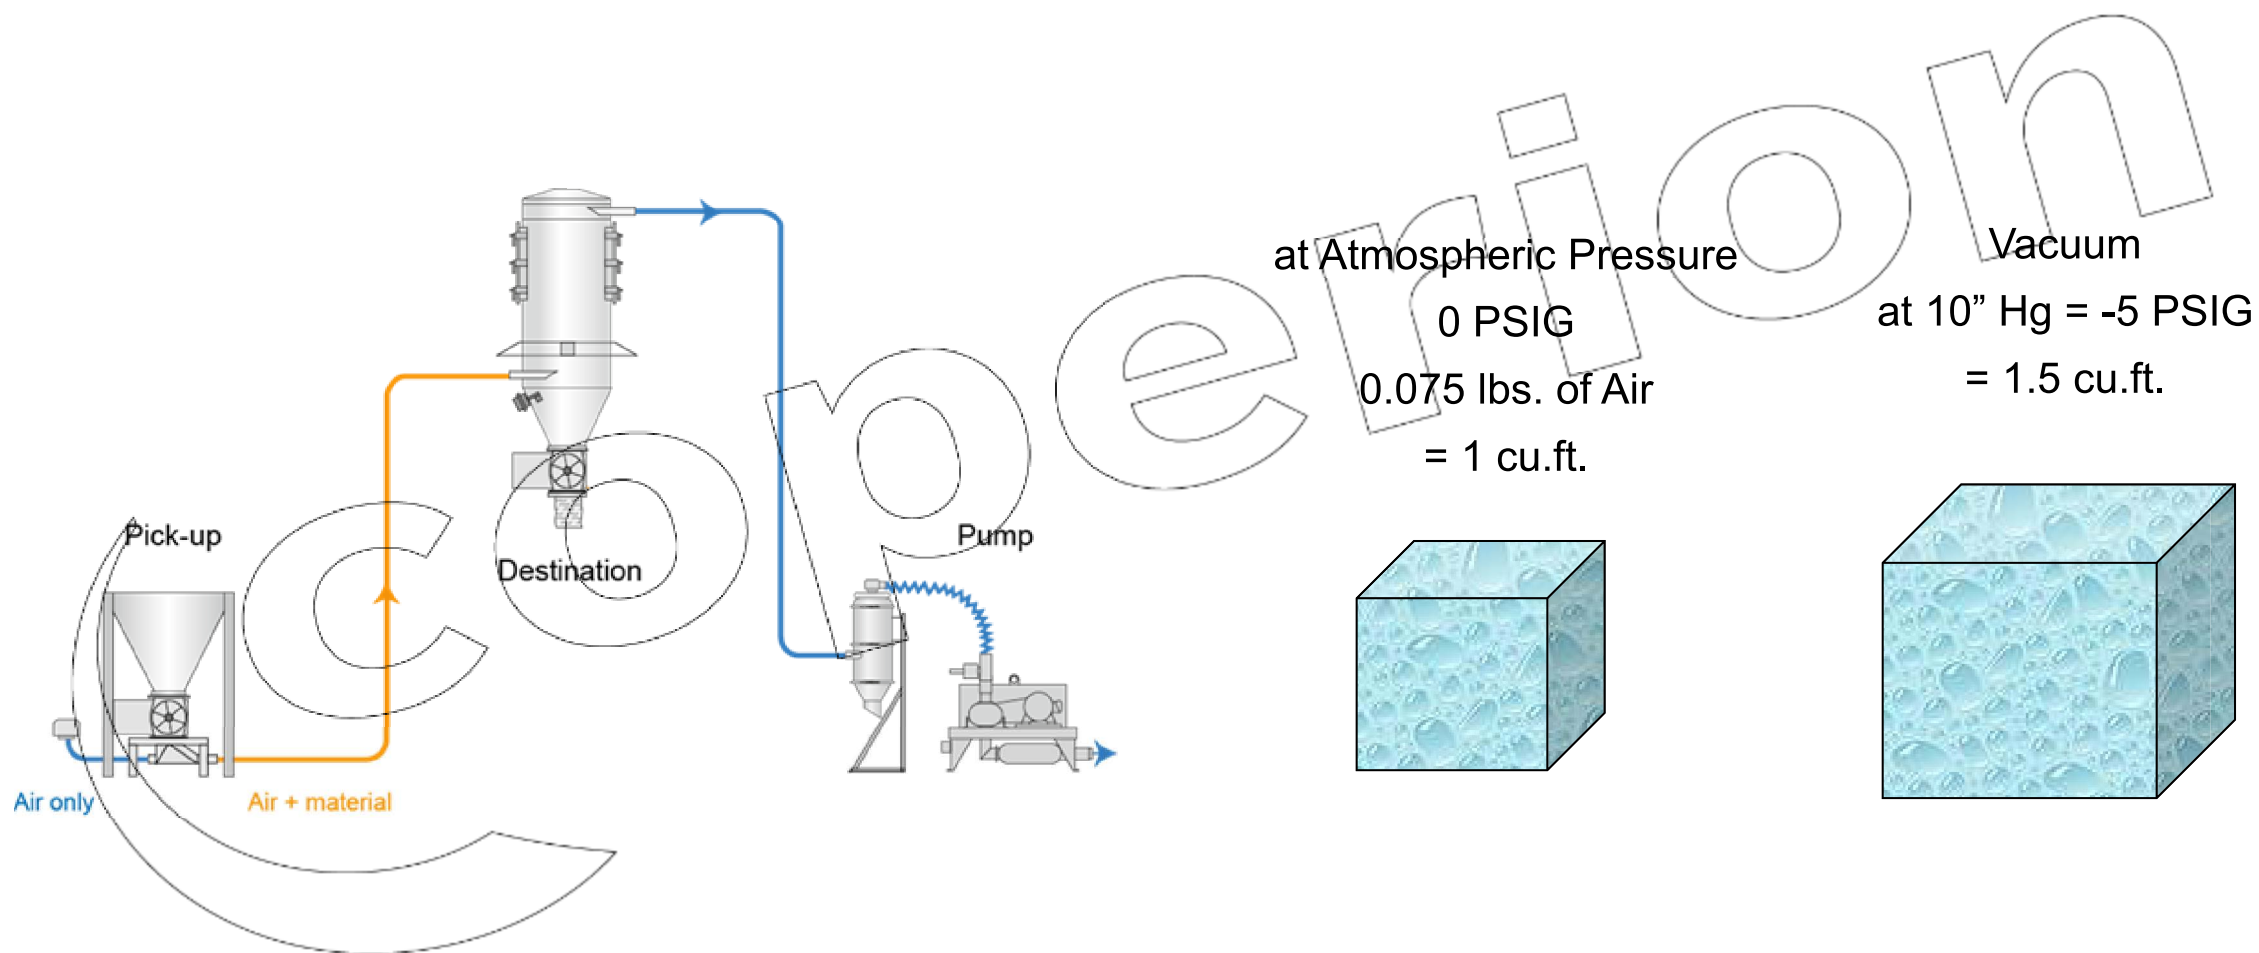 Pick-up
Destination
Pump
Air only
Air + material
at Atmospheric Pressure
0 PSIG
0.075 lbs. of Air
= 1 cu.ft.
Vacuum
at 10” Hg = -5 PSIG
= 1.5 cu.ft.
coperion